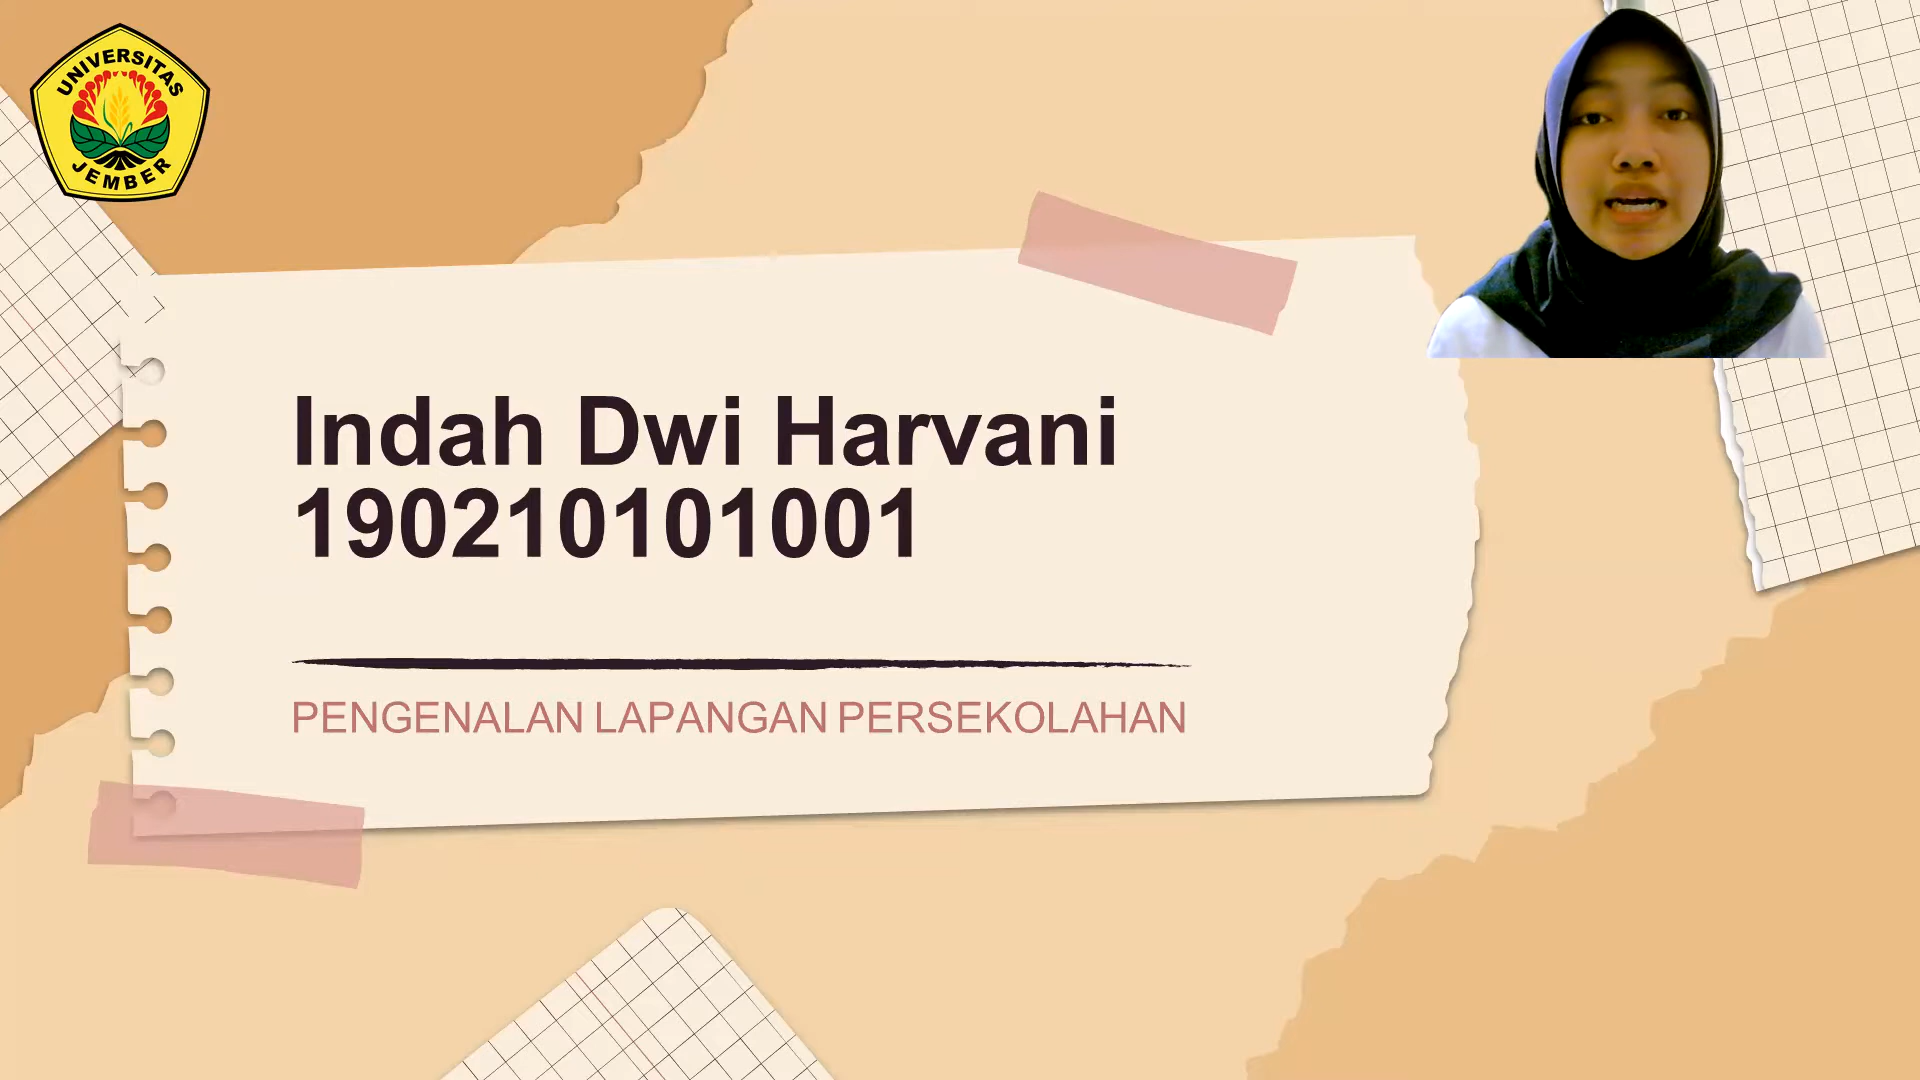 UNIVERSITAS
JEMBER
Indah Dwi Harvani
190210101001
PENGENALAN LAPANGAN PERSEKOLAHAN